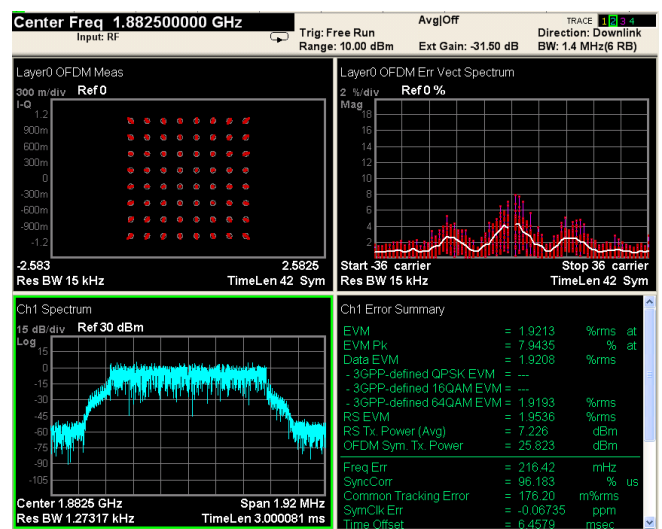 Center Freq 1.882500000 GHz
Input: RF
Trig: Free Run
Range: 10.00 dBm
Avg|Off
Ext Gain: -31.50 dB
TRACE 1 2 3 4
Direction: Downlink
BW: 1.4 MHz(6 RB)
Layer0 OFDM Meas
300 m/div Ref 0
I-Q
1.2
900m
600m
300m
0
-300m
-600m
-900m
-1.2
-2.583 2.5825
Res BW 15 kHz TimeLen 42 Sym
Layer0 OFDM Err Vect Spectrum
2 %/div Ref 0 %
Mag
18
16
14
12
10
8
6
4
2
Start -36 carrier Stop 36 carrier
Res BW 15 kHz TimeLen 42 Sym
Ch1 Spectrum
15 dB/div Ref 30 dBm
Log
15
0
-15
-30
-45
-60
-75
-90
-105
Center 1.8825 GHz Span 1.92 MHz
Res BW 1.27317 kHz TimeLen 3.000081 ms
Ch1 Error Summary
EVM = 1.9213 %rms at
EVM Pk = 7.9435 % at
Data EVM = 1.9208 %rms
- 3GPP-defined QPSK EVM = ---
- 3GPP-defined 16QAM EVM = ---
- 3GPP-defined 64QAM EVM = 1.9193 %rms
RS EVM = 1.9536 %rms
RS Tx. Power (Avg) = 7.226 dBm
OFDM Sym. Tx. Power = 25.823 dBm
Freq Err = 216.42 mHz
SyncCorr = 96.183 % us
Common Tracking Error = 176.20 m%rms
SymClk Err = -0.06735 ppm
Time Offset = 6.4579 msec